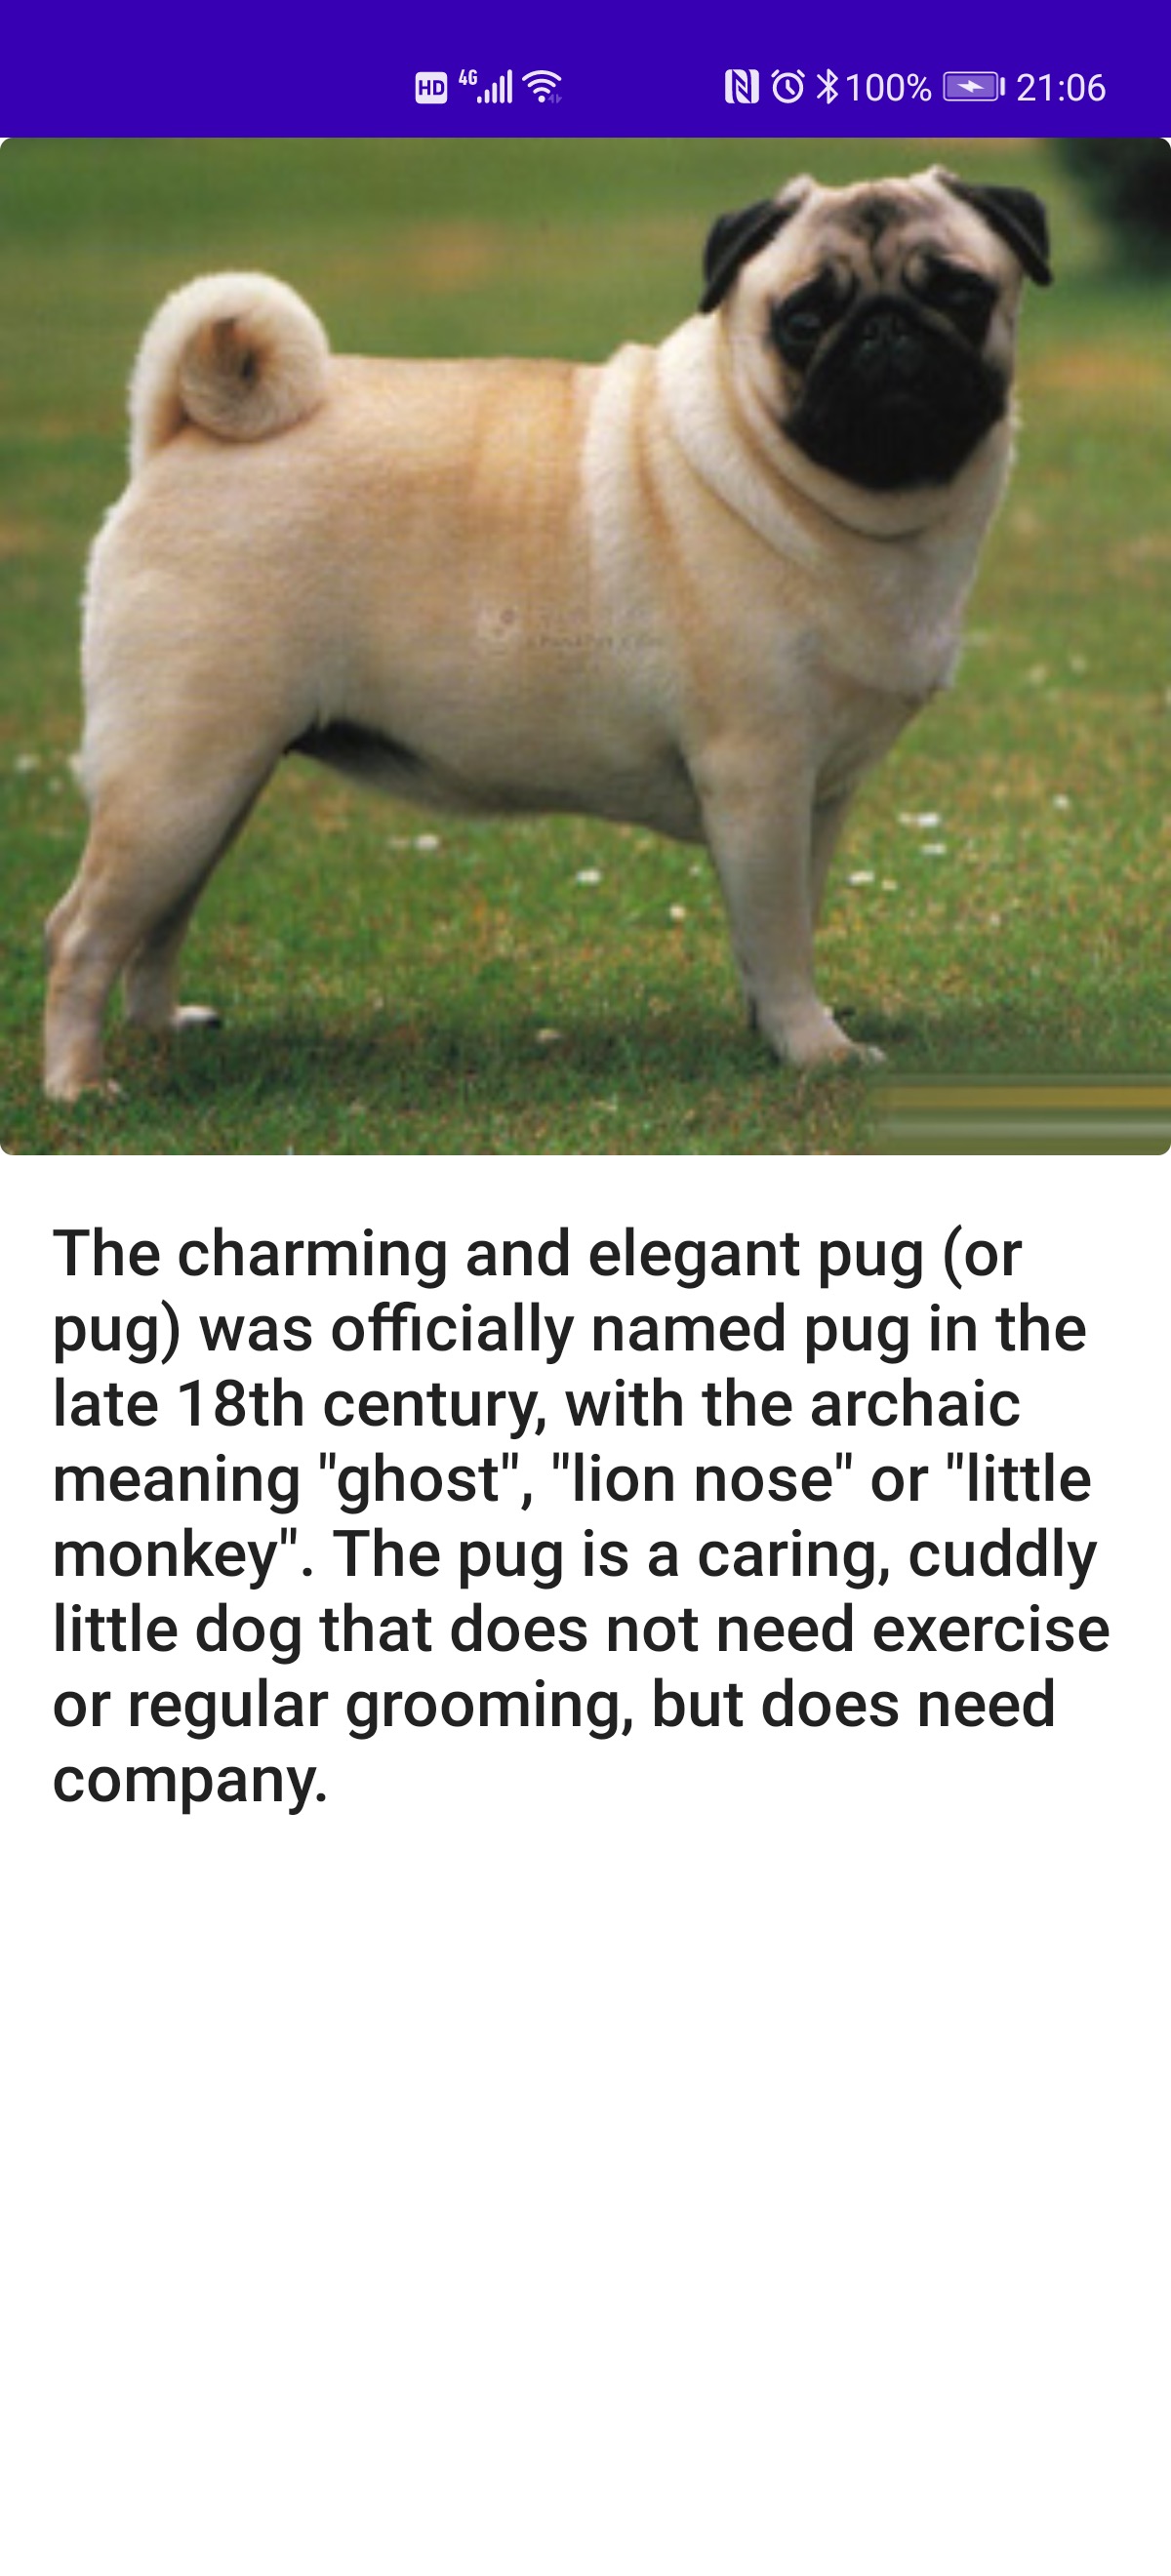 HD 4G 100% 21:06
The charming and elegant pug (or
pug) was officially named pug in the
late 18th century, with the archaic
meaning "ghost", "lion nose" or "little
monkey". The pug is a caring, cuddly
little dog that does not need exercise
or regular grooming, but does need
company.